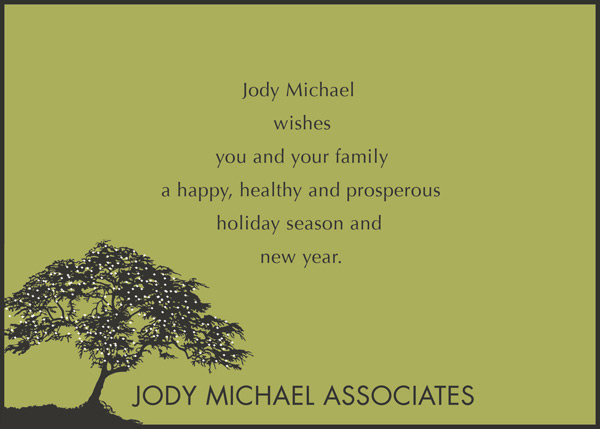 Jody Michael
wishes
you and your family
a happy, healthy and prosperous
holiday season and
new year.
JODY MICHAEL ASSOCIATES